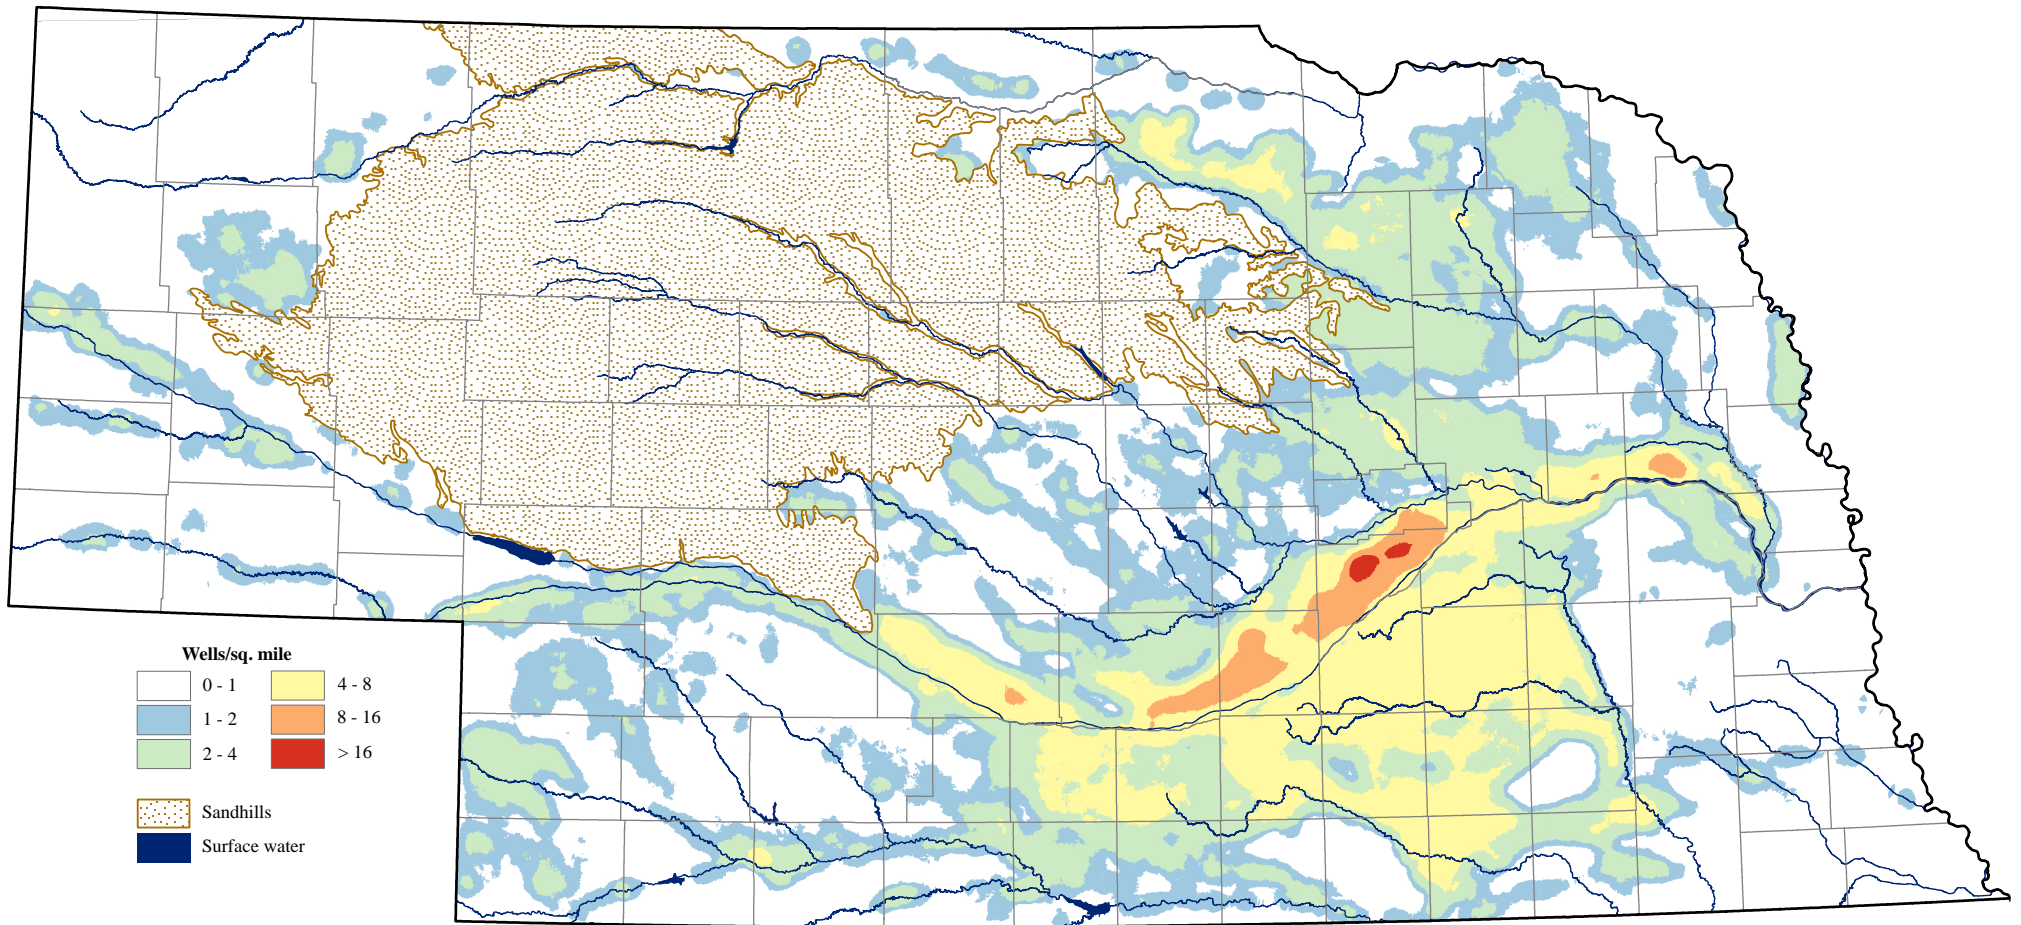 Wells/sq. mile
0 - 1
4 - 8
1 - 2
8 - 16
2 - 4
> 16
Sandhills
Surface water